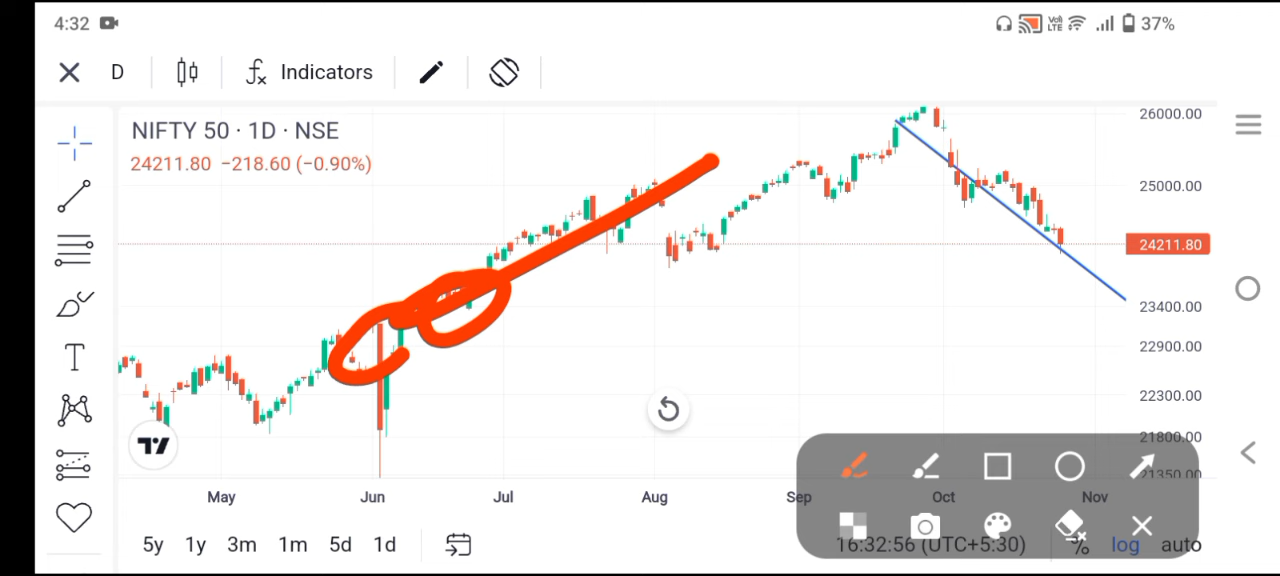 4:32
Vo) LTE 37%
D
Indicators
NIFTY 50 · 1D · NSE
24211.80 −218.60 (−0.90%)
26000.00
25000.00
24211.80
23400.00
22900.00
22300.00
21800.00
21350.00
May Jun Jul Aug Sep Oct Nov
5y 1y 3m 1m 5d 1d
16:32:56 (UTC+5:30) % log auto